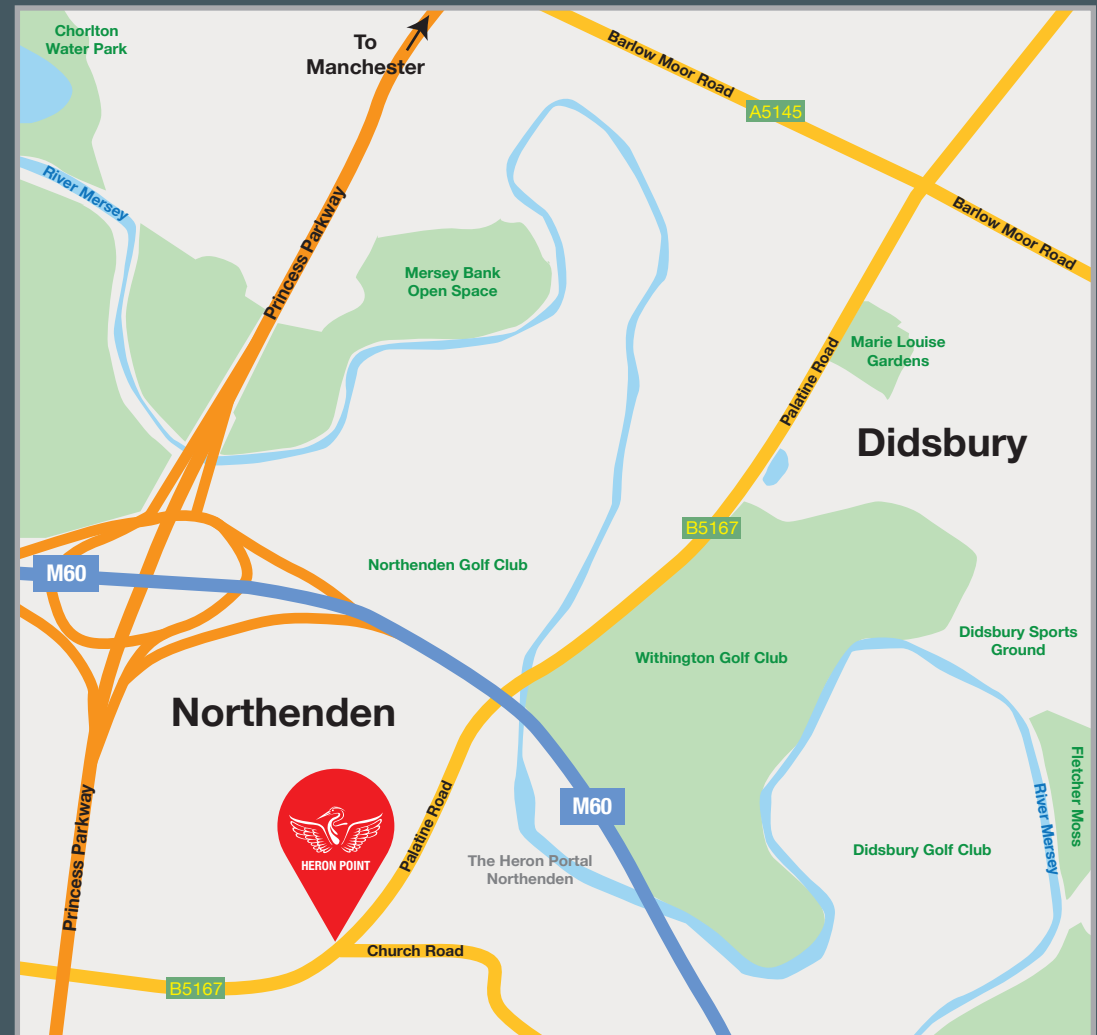 Chorlton
Water Park
To
Manchester
Barlow Moor Road
A5145
River Mersey
Princess Parkway
Barlow Moor Road
Mersey Bank
Open Space
Marie Louise
Gardens
Palatine Road
Didsbury
B5167
M60
Northenden Golf Club
Didsbury Sports
Ground
Withington Golf Club
Northenden
Fletcher Moss
River Mersey
M60
Palatine Road
Princess Parkway
HERON POINT
The Heron Portal
Northenden
Didsbury Golf Club
Church Road
B5167